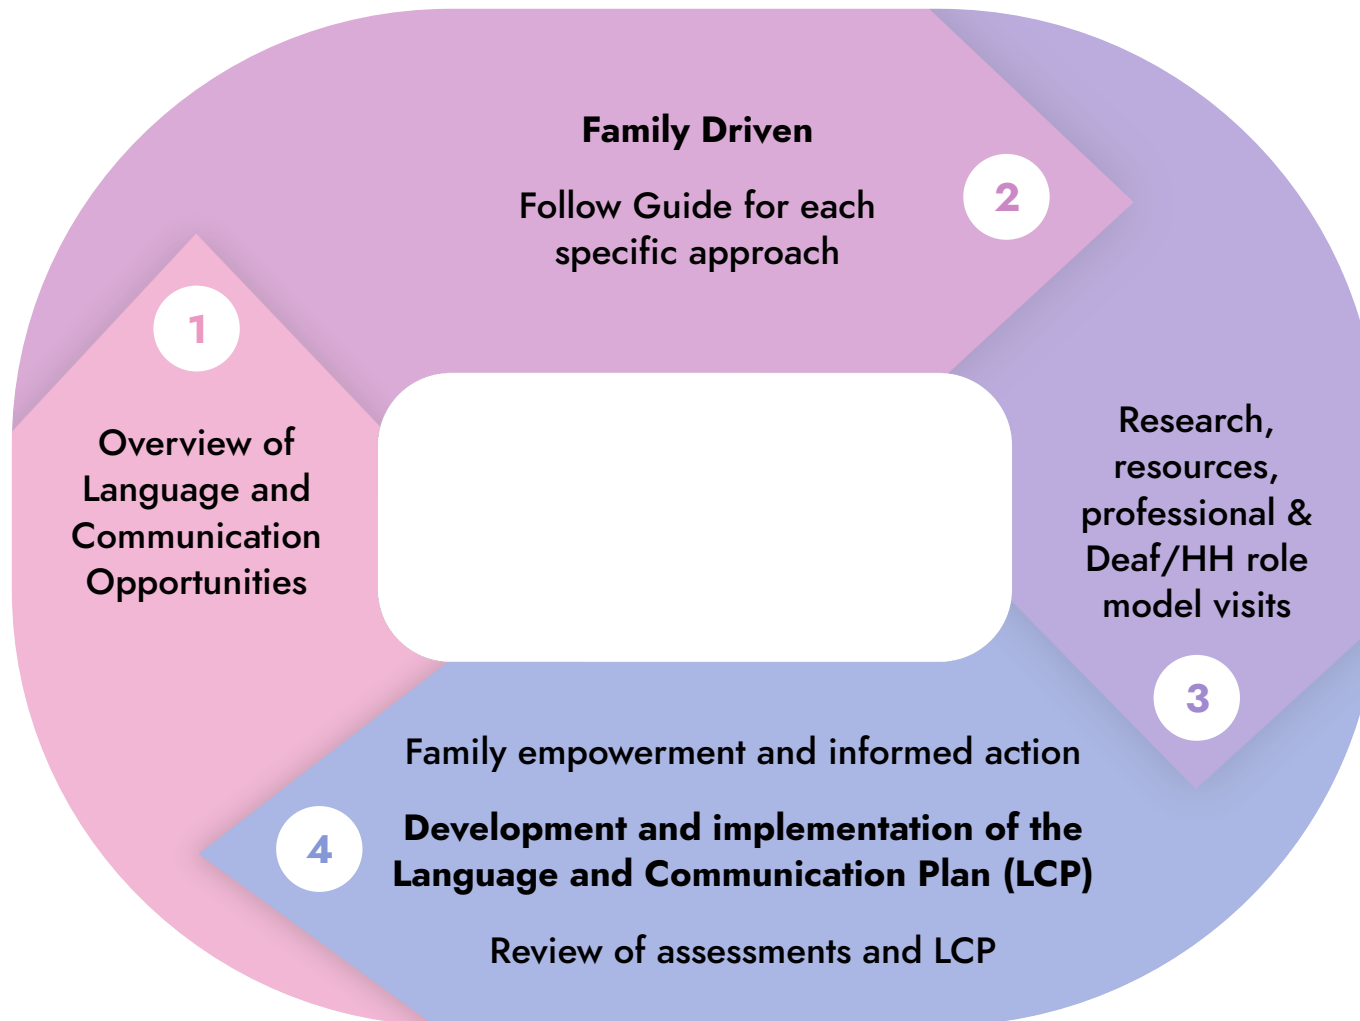 1
Overview of
Language and
Communication
Opportunities
Family Driven
Follow Guide for each
specific approach
2
Research,
resources,
professional &
Deaf/HH role
model visits
3
Family empowerment and informed action
4
Development and implementation of the
Language and Communication Plan (LCP)
Review of assessments and LCP